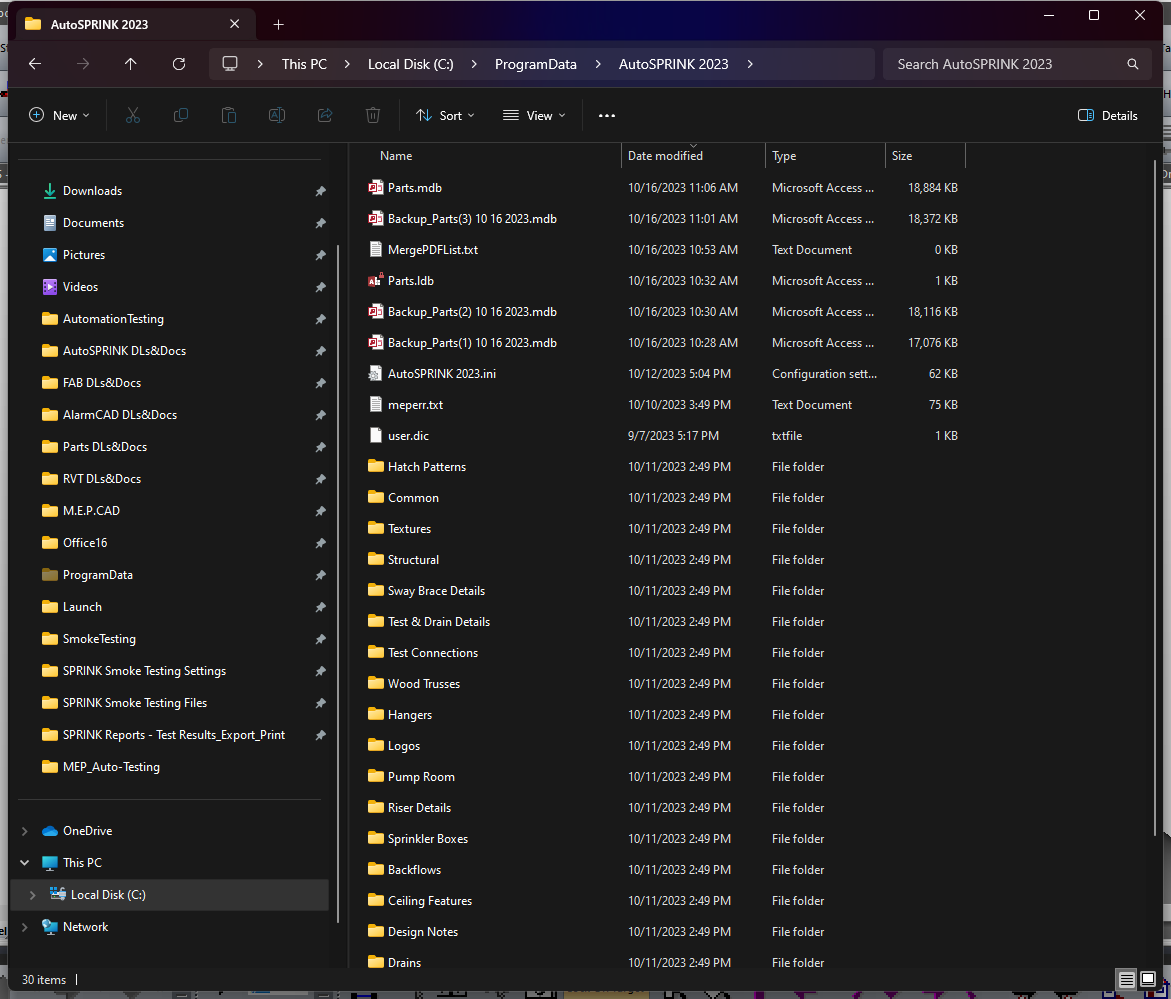 AutoSPRINK 2023
This PC
Local Disk (C:)
ProgramData
AutoSPRINK 2023
Search AutoSPRINK 2023
New
Sort
View
Details
Downloads
Documents
Pictures
Videos
AutomationTesting
AutoSPRINK DLs&Docs
FAB DLs&Docs
AlarmCAD DLs&Docs
Parts DLs&Docs
RVT DLs&Docs
M.E.P.CAD
Office16
ProgramData
Launch
SmokeTesting
SPRINK Smoke Testing Settings
SPRINK Smoke Testing Files
SPRINK Reports - Test Results_Export_Print
MEP_Auto-Testing
OneDrive
This PC
Local Disk (C:)
Network
Name Date modified Type Size
Parts.mdb 10/16/2023 11:06 AM Microsoft Access ... 18,884 KB
Backup_Parts(3) 10 16 2023.mdb 10/16/2023 11:01 AM Microsoft Access ... 18,372 KB
MergePDFList.txt 10/16/2023 10:53 AM Text Document 0 KB
Parts.ldb 10/16/2023 10:32 AM Microsoft Access ... 1 KB
Backup_Parts(2) 10 16 2023.mdb 10/16/2023 10:30 AM Microsoft Access ... 18,116 KB
Backup_Parts(1) 10 16 2023.mdb 10/16/2023 10:28 AM Microsoft Access ... 17,076 KB
AutoSPRINK 2023.ini 10/12/2023 5:04 PM Configuration sett... 62 KB
meperr.txt 10/10/2023 3:49 PM Text Document 75 KB
user.dic 9/7/2023 5:17 PM txtfile 1 KB
Hatch Patterns 10/11/2023 2:49 PM File folder
Common 10/11/2023 2:49 PM File folder
Textures 10/11/2023 2:49 PM File folder
Structural 10/11/2023 2:49 PM File folder
Sway Brace Details 10/11/2023 2:49 PM File folder
Test & Drain Details 10/11/2023 2:49 PM File folder
Test Connections 10/11/2023 2:49 PM File folder
Wood Trusses 10/11/2023 2:49 PM File folder
Hangers 10/11/2023 2:49 PM File folder
Logos 10/11/2023 2:49 PM File folder
Pump Room 10/11/2023 2:49 PM File folder
Riser Details 10/11/2023 2:49 PM File folder
Sprinkler Boxes 10/11/2023 2:49 PM File folder
Backflows 10/11/2023 2:49 PM File folder
Ceiling Features 10/11/2023 2:49 PM File folder
Design Notes 10/11/2023 2:49 PM File folder
Drains 10/11/2023 2:49 PM File folder
30 items